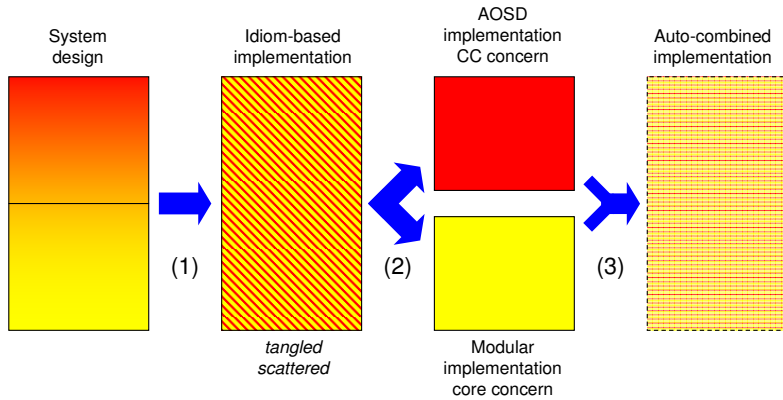 System
design
Idiom-based
implementation
AOSD
implementation
CC concern
Auto-combined
implementation
(1)
(2)
(3)
tangled
scattered
Modular
implementation
core concern